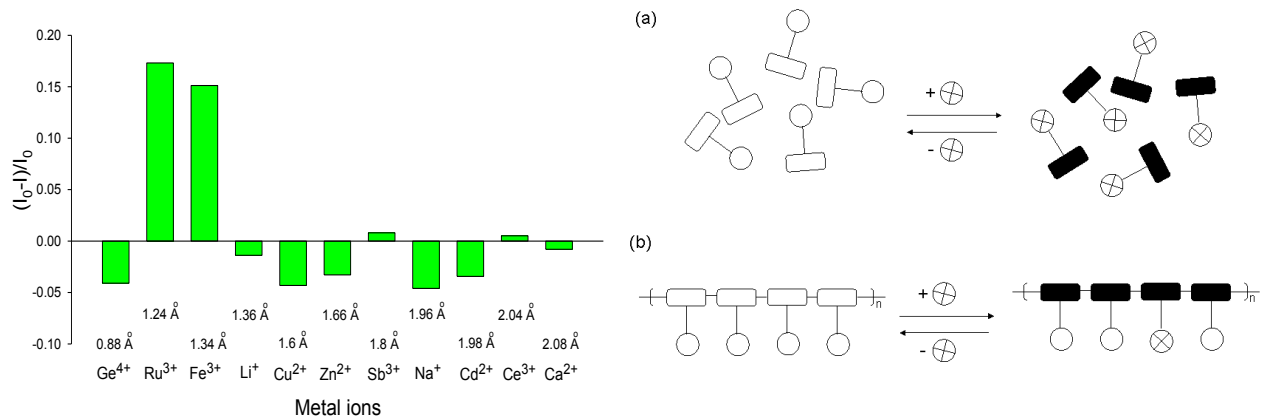 (I₀-I)/I₀
0.20
0.15
0.10
0.05
0.00
-0.05
-0.10
1.24 Å 1.36 Å 1.66 Å 1.96 Å 2.04 Å
0.88 Å 1.34 Å 1.6 Å 1.8 Å 1.98 Å 2.08 Å
Ge⁴⁺ Ru³⁺ Fe³⁺ Li⁺ Cu²⁺ Zn²⁺ Sb³⁺ Na⁺ Cd²⁺ Ce³⁺ Ca²⁺
Metal ions
(a)
+
-
(b)
( )n
+
-
( )n